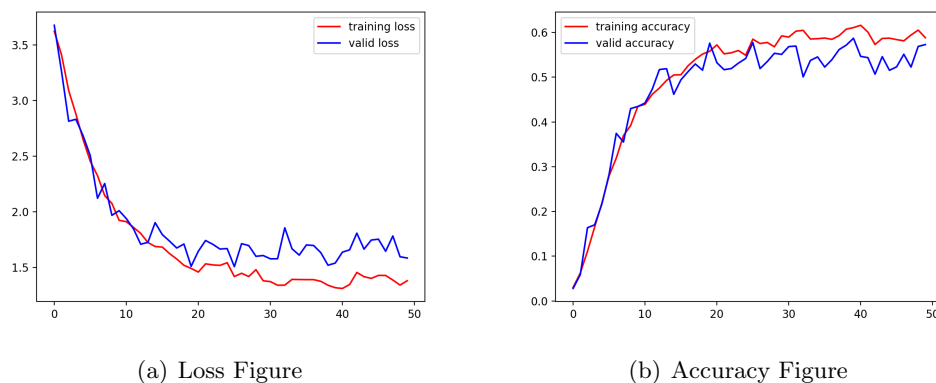 training loss
valid loss
3.5
3.0
2.5
2.0
1.5
0 10 20 30 40 50
(a) Loss Figure
training accuracy
valid accuracy
0.6
0.5
0.4
0.3
0.2
0.1
0.0
0 10 20 30 40 50
(b) Accuracy Figure